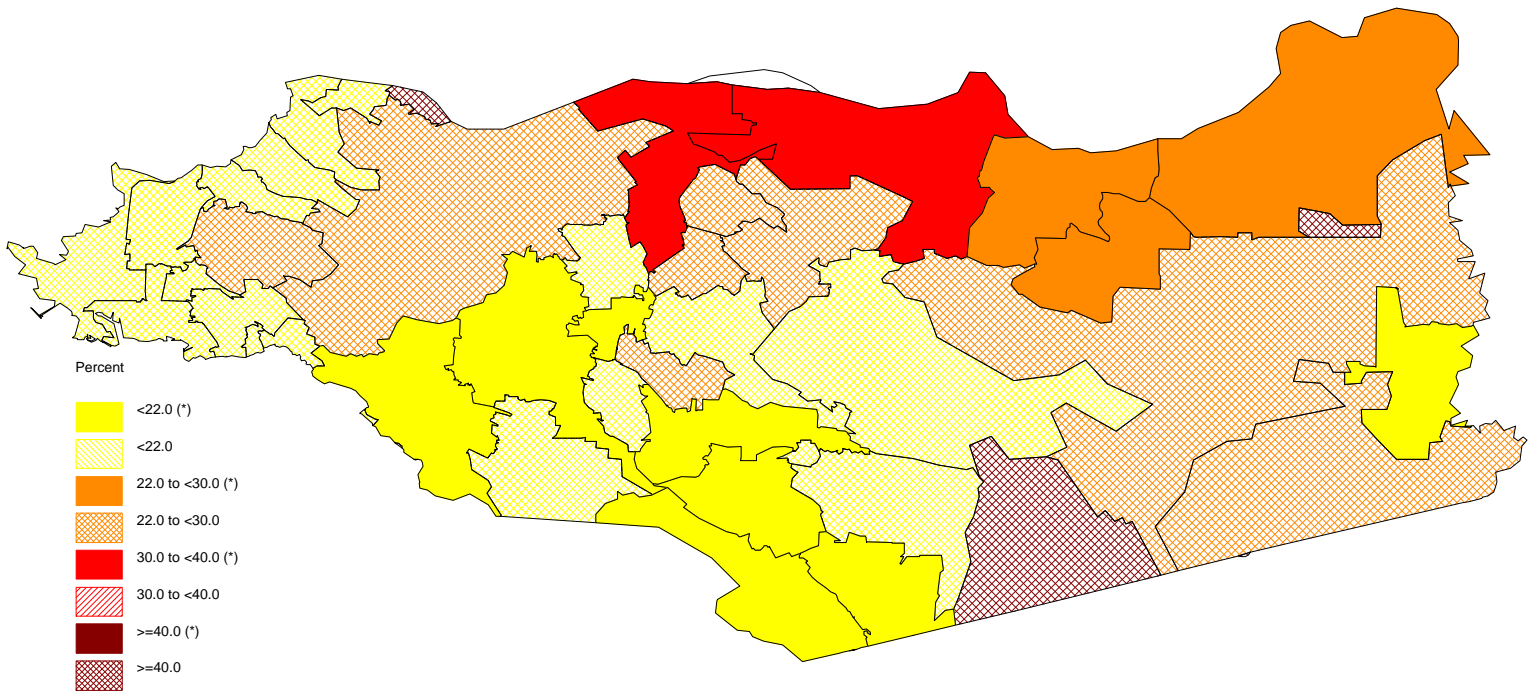 Percent
<22.0 (*)
<22.0
22.0 to <30.0 (*)
22.0 to <30.0
30.0 to <40.0 (*)
30.0 to <40.0
>=40.0 (*)
>=40.0